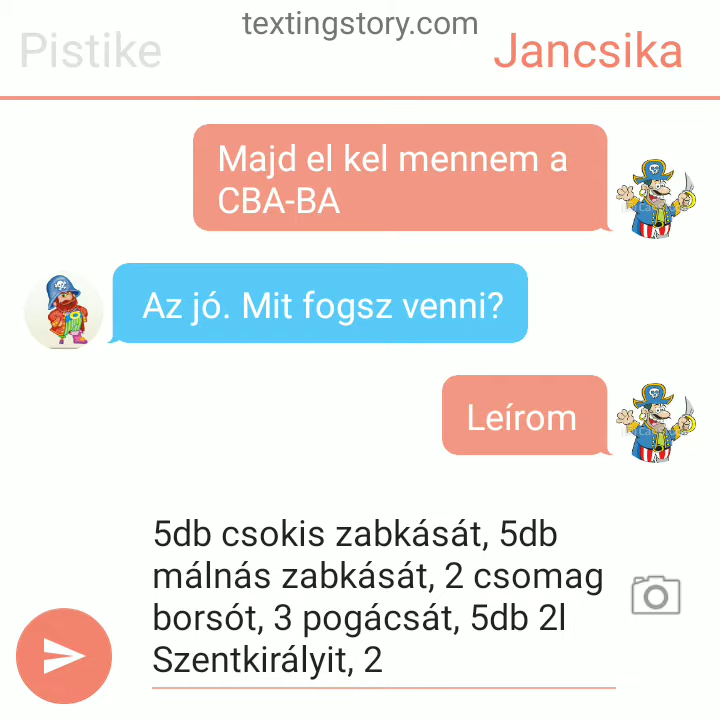 textingstory.com
Pistike
Jancsika
Majd el kel mennem a
CBA-BA
Az jó. Mit fogsz venni?
Leírom
5db csokis zabkását, 5db
málnás zabkását, 2 csomag
borsót, 3 pogácsát, 5db 2l
Szentkirályit, 2